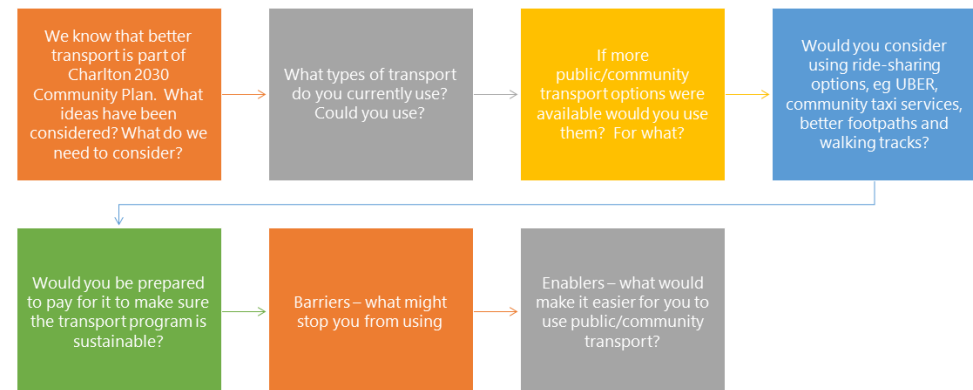 We know that better
transport is part of
Charlton 2030
Community Plan.  What
ideas have been
considered? What do we
need to consider?
What types of transport
do you currently use?
Could you use?
If more
public/community
transport options were
available would you use
them?  For what?
Would you consider
using ride-sharing
options, eg UBER,
community taxi services,
better footpaths and
walking tracks?
Would you be prepared
to pay for it to make sure
the transport program is
sustainable?
Barriers – what might
stop you from using
Enablers – what would
make it easier for you to
use public/community
transport?